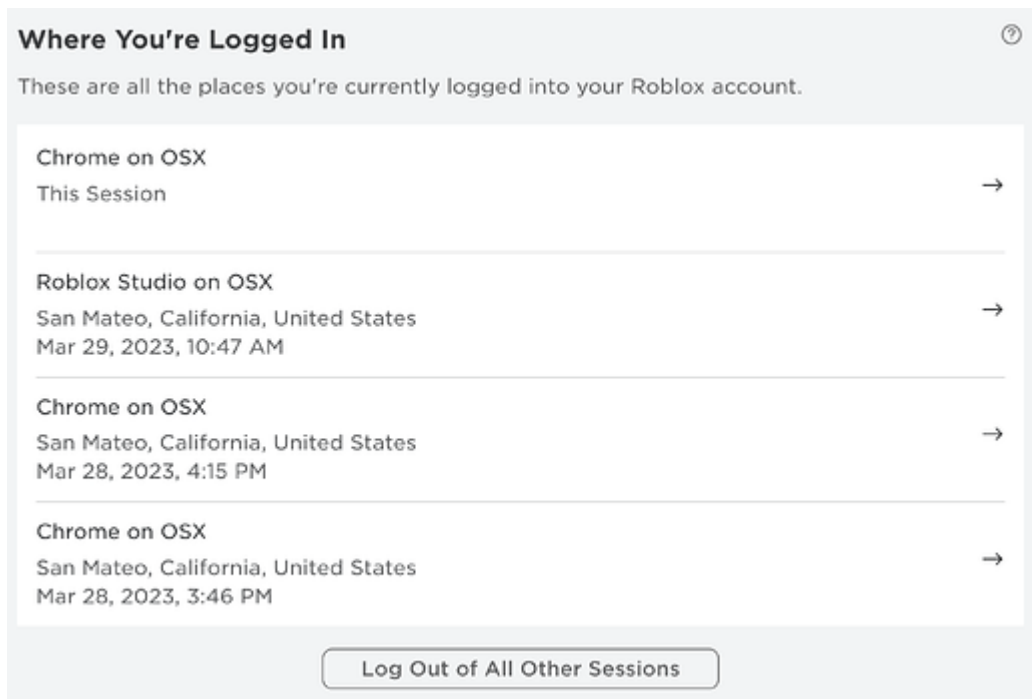 Where You're Logged In
These are all the places you're currently logged into your Roblox account.
Chrome on OSX
This Session
Roblox Studio on OSX
San Mateo, California, United States
Mar 29, 2023, 10:47 AM
Chrome on OSX
San Mateo, California, United States
Mar 28, 2023, 4:15 PM
Chrome on OSX
San Mateo, California, United States
Mar 28, 2023, 3:46 PM
Log Out of All Other Sessions